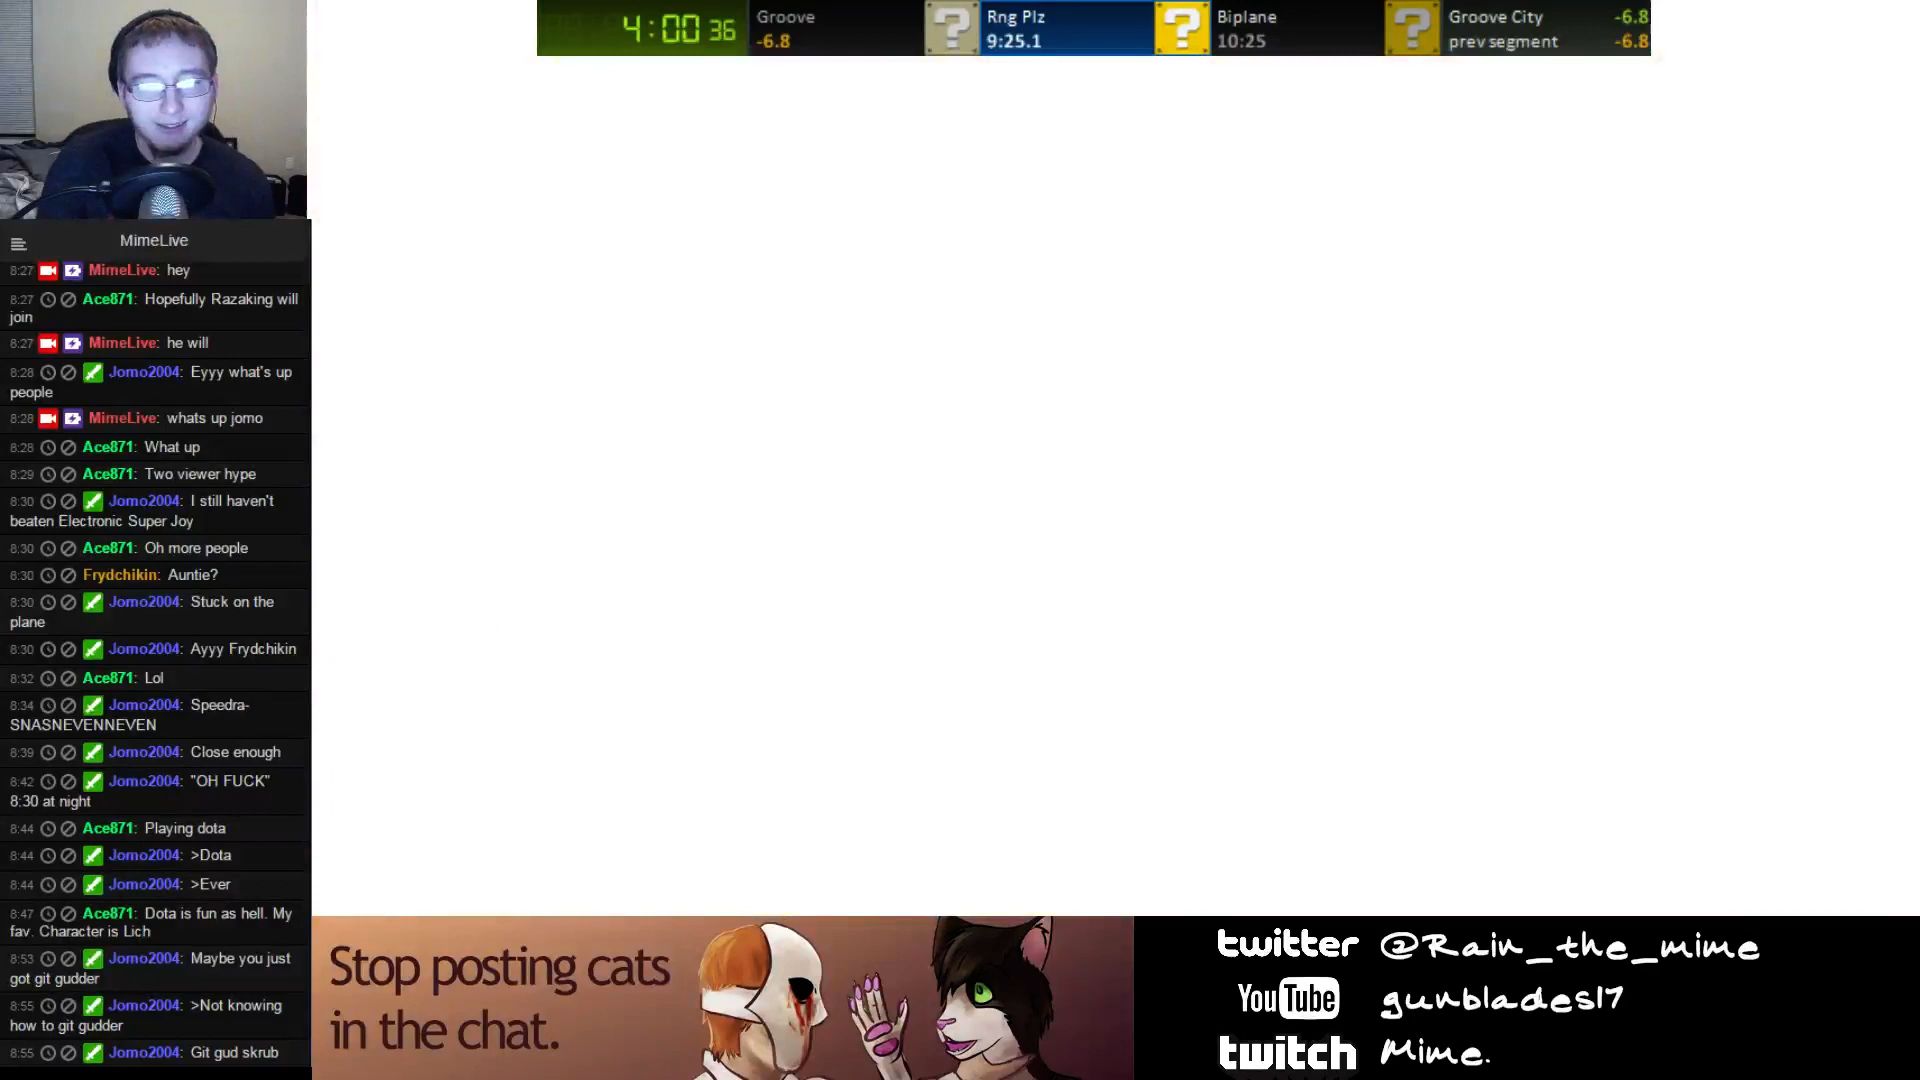 4:00 36
Groove
-6.8
Rng Plz
9:25.1
Biplane
10:25
Groove City -6.8
prev segment -6.8
MimeLive
8:27 MimeLive: hey
8:27 Ace871: Hopefully Razaking will
join
8:27 MimeLive: he will
8:28 Jomo2004: Eyyy what's up
people
8:28 MimeLive: whats up jomo
8:28 Ace871: What up
8:29 Ace871: Two viewer hype
8:30 Jomo2004: I still haven't
beaten Electronic Super Joy
8:30 Ace871: Oh more people
8:30 Frydchikin: Auntie?
8:30 Jomo2004: Stuck on the
plane
8:30 Jomo2004: Ayyy Frydchikin
8:32 Ace871: Lol
8:34 Jomo2004: Speedra-
SNASNEVENNEVEN
8:39 Jomo2004: Close enough
8:42 Jomo2004: "OH FUCK"
8:30 at night
8:44 Ace871: Playing dota
8:44 Jomo2004: >Dota
8:44 Jomo2004: >Ever
8:47 Ace871: Dota is fun as hell. My
fav. Character is Lich
8:53 Jomo2004: Maybe you just
got git gudder
8:55 Jomo2004: >Not knowing
how to git gudder
8:55 Jomo2004: Git gud skrub
Stop posting cats
in the chat.
twitter @Rain_the_mime
YouTube gunblades17
twitch Mime.